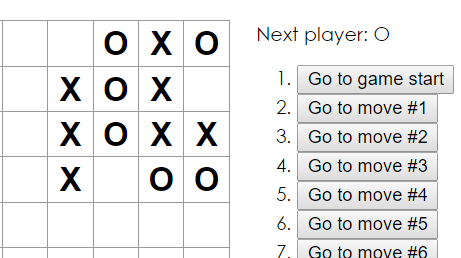 O X O
X O X
X O X X
X O O
Next player: O
1. Go to game start
2. Go to move #1
3. Go to move #2
4. Go to move #3
5. Go to move #4
6. Go to move #5
7. Go to move #6